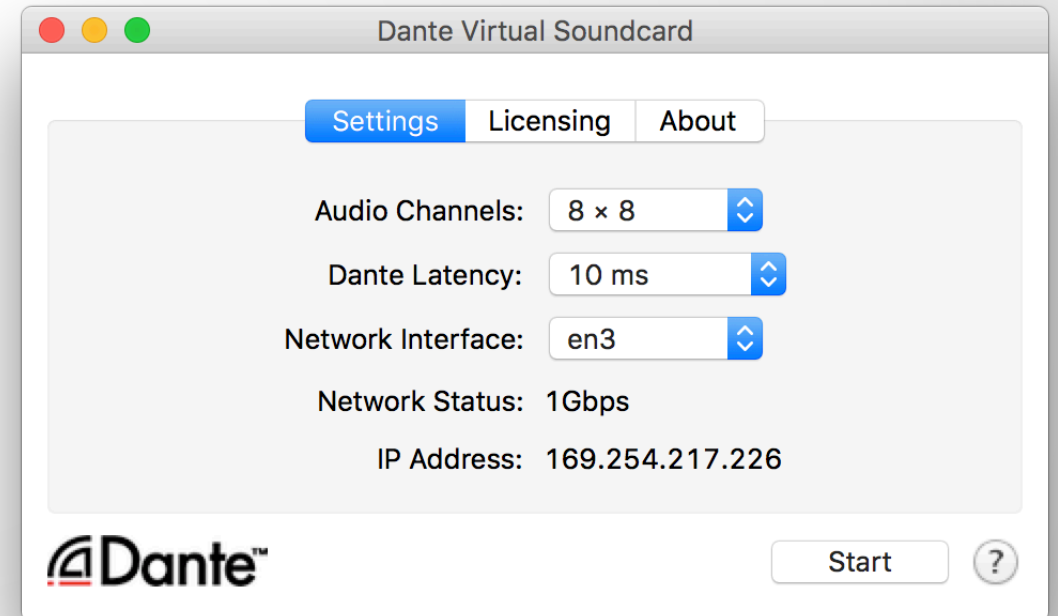 Dante Virtual Soundcard
Settings Licensing About
Audio Channels: 8 × 8
Dante Latency: 10 ms
Network Interface: en3
Network Status: 1Gbps
IP Address: 169.254.217.226
Dante™ Start ?